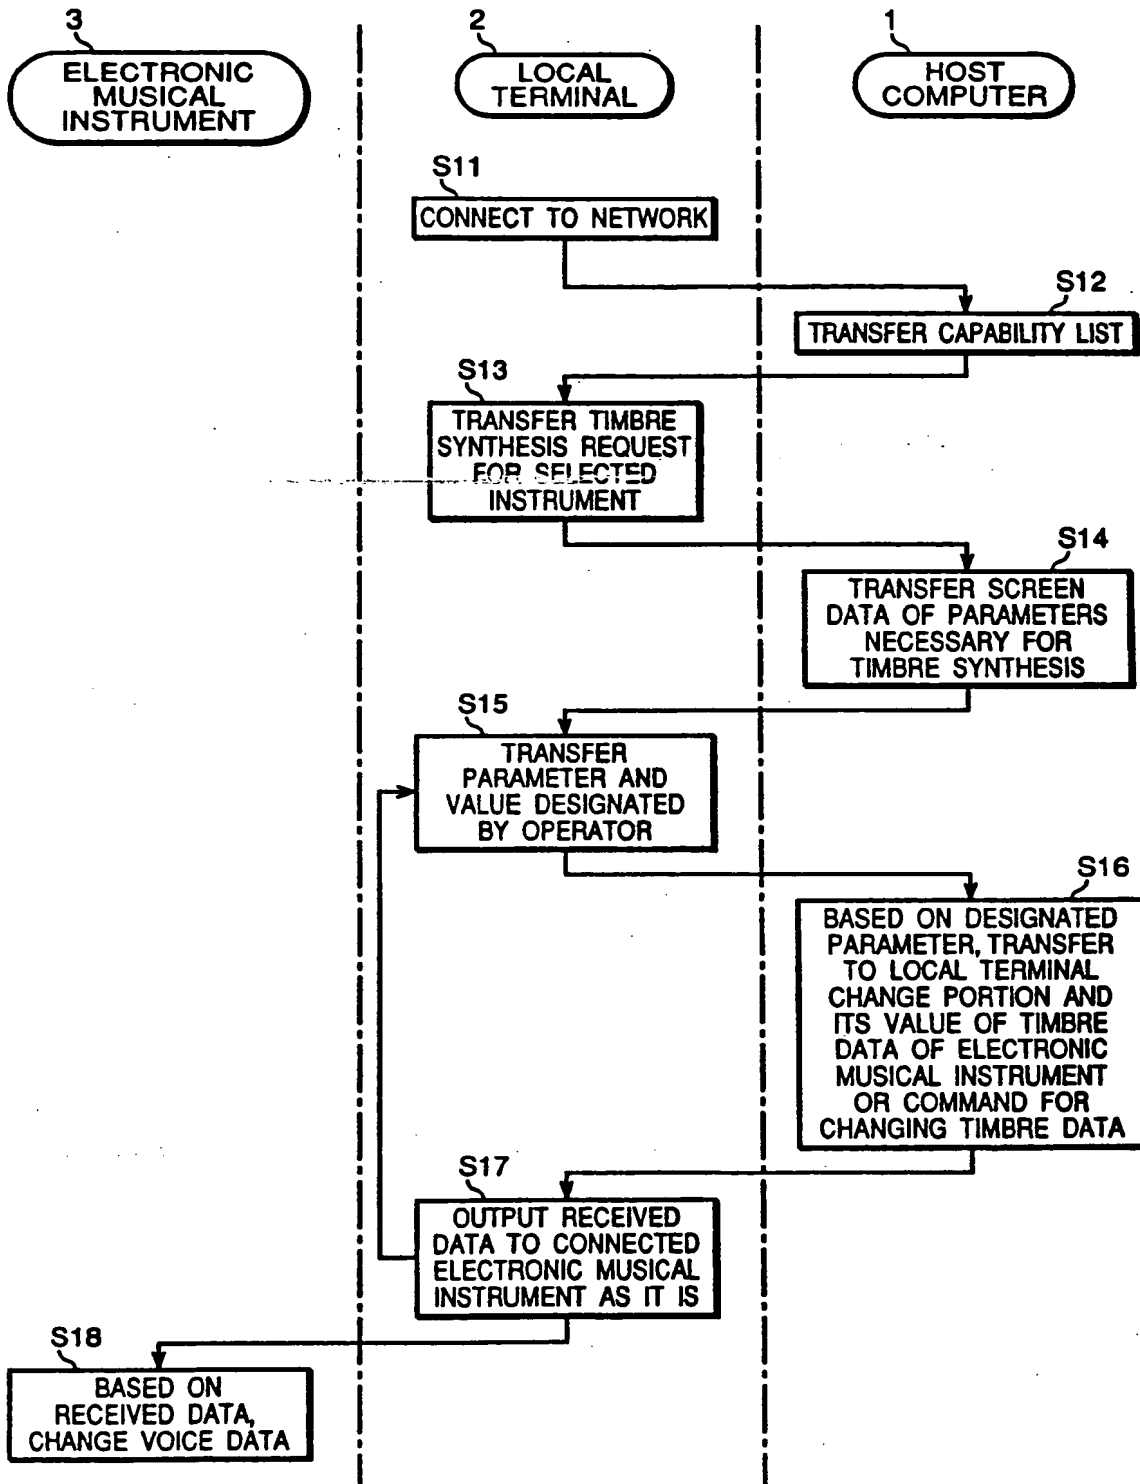 3
ELECTRONIC
MUSICAL
INSTRUMENT
2
LOCAL
TERMINAL
1
HOST
COMPUTER
S11
CONNECT TO NETWORK
S12
TRANSFER CAPABILITY LIST
S13
TRANSFER TIMBRE
SYNTHESIS REQUEST
FOR SELECTED
INSTRUMENT
S14
TRANSFER SCREEN
DATA OF PARAMETERS
NECESSARY FOR
TIMBRE SYNTHESIS
S15
TRANSFER
PARAMETER AND
VALUE DESIGNATED
BY OPERATOR
S16
BASED ON DESIGNATED
PARAMETER, TRANSFER
TO LOCAL TERMINAL
CHANGE PORTION AND
ITS VALUE OF TIMBRE
DATA OF ELECTRONIC
MUSICAL INSTRUMENT
OR COMMAND FOR
CHANGING TIMBRE DATA
S17
OUTPUT RECEIVED
DATA TO CONNECTED
ELECTRONIC MUSICAL
INSTRUMENT AS IT IS
S18
BASED ON
RECEIVED DATA,
CHANGE VOICE DATA